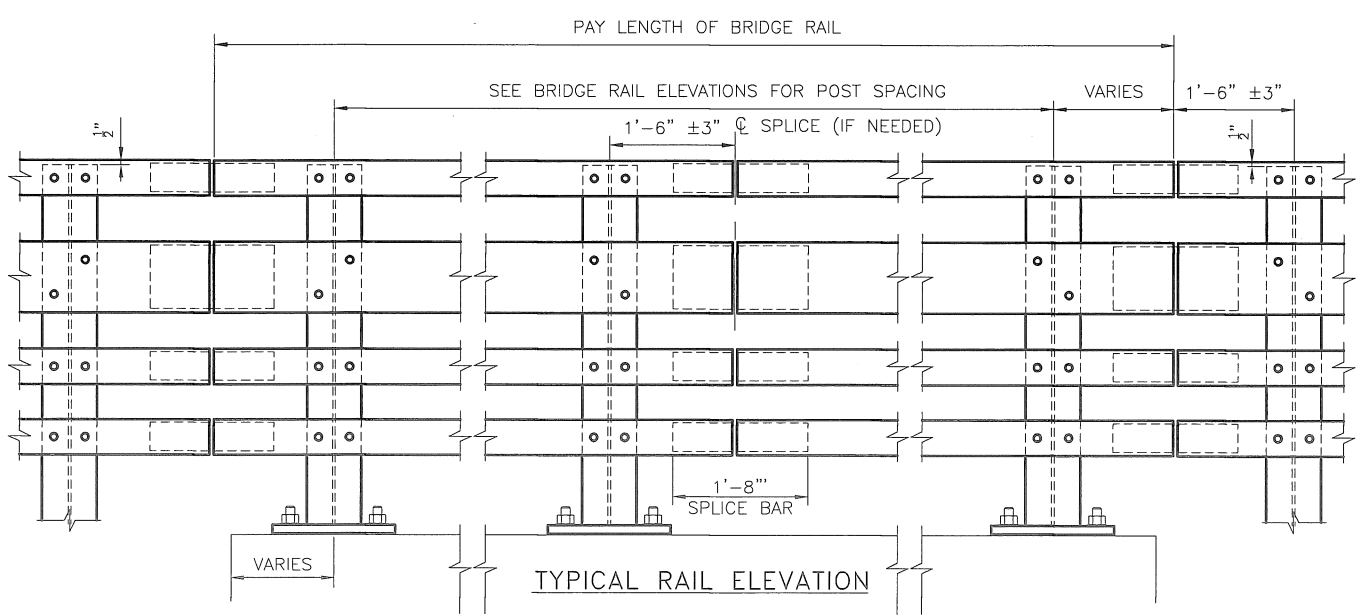 PAY LENGTH OF BRIDGE RAIL
SEE BRIDGE RAIL ELEVATIONS FOR POST SPACING
VARIES
1'-6" ±3"
1'-6" ±3"
℄ SPLICE (IF NEEDED)
1"
2
1"
2
1'-8"'
SPLICE BAR
VARIES
TYPICAL RAIL ELEVATION